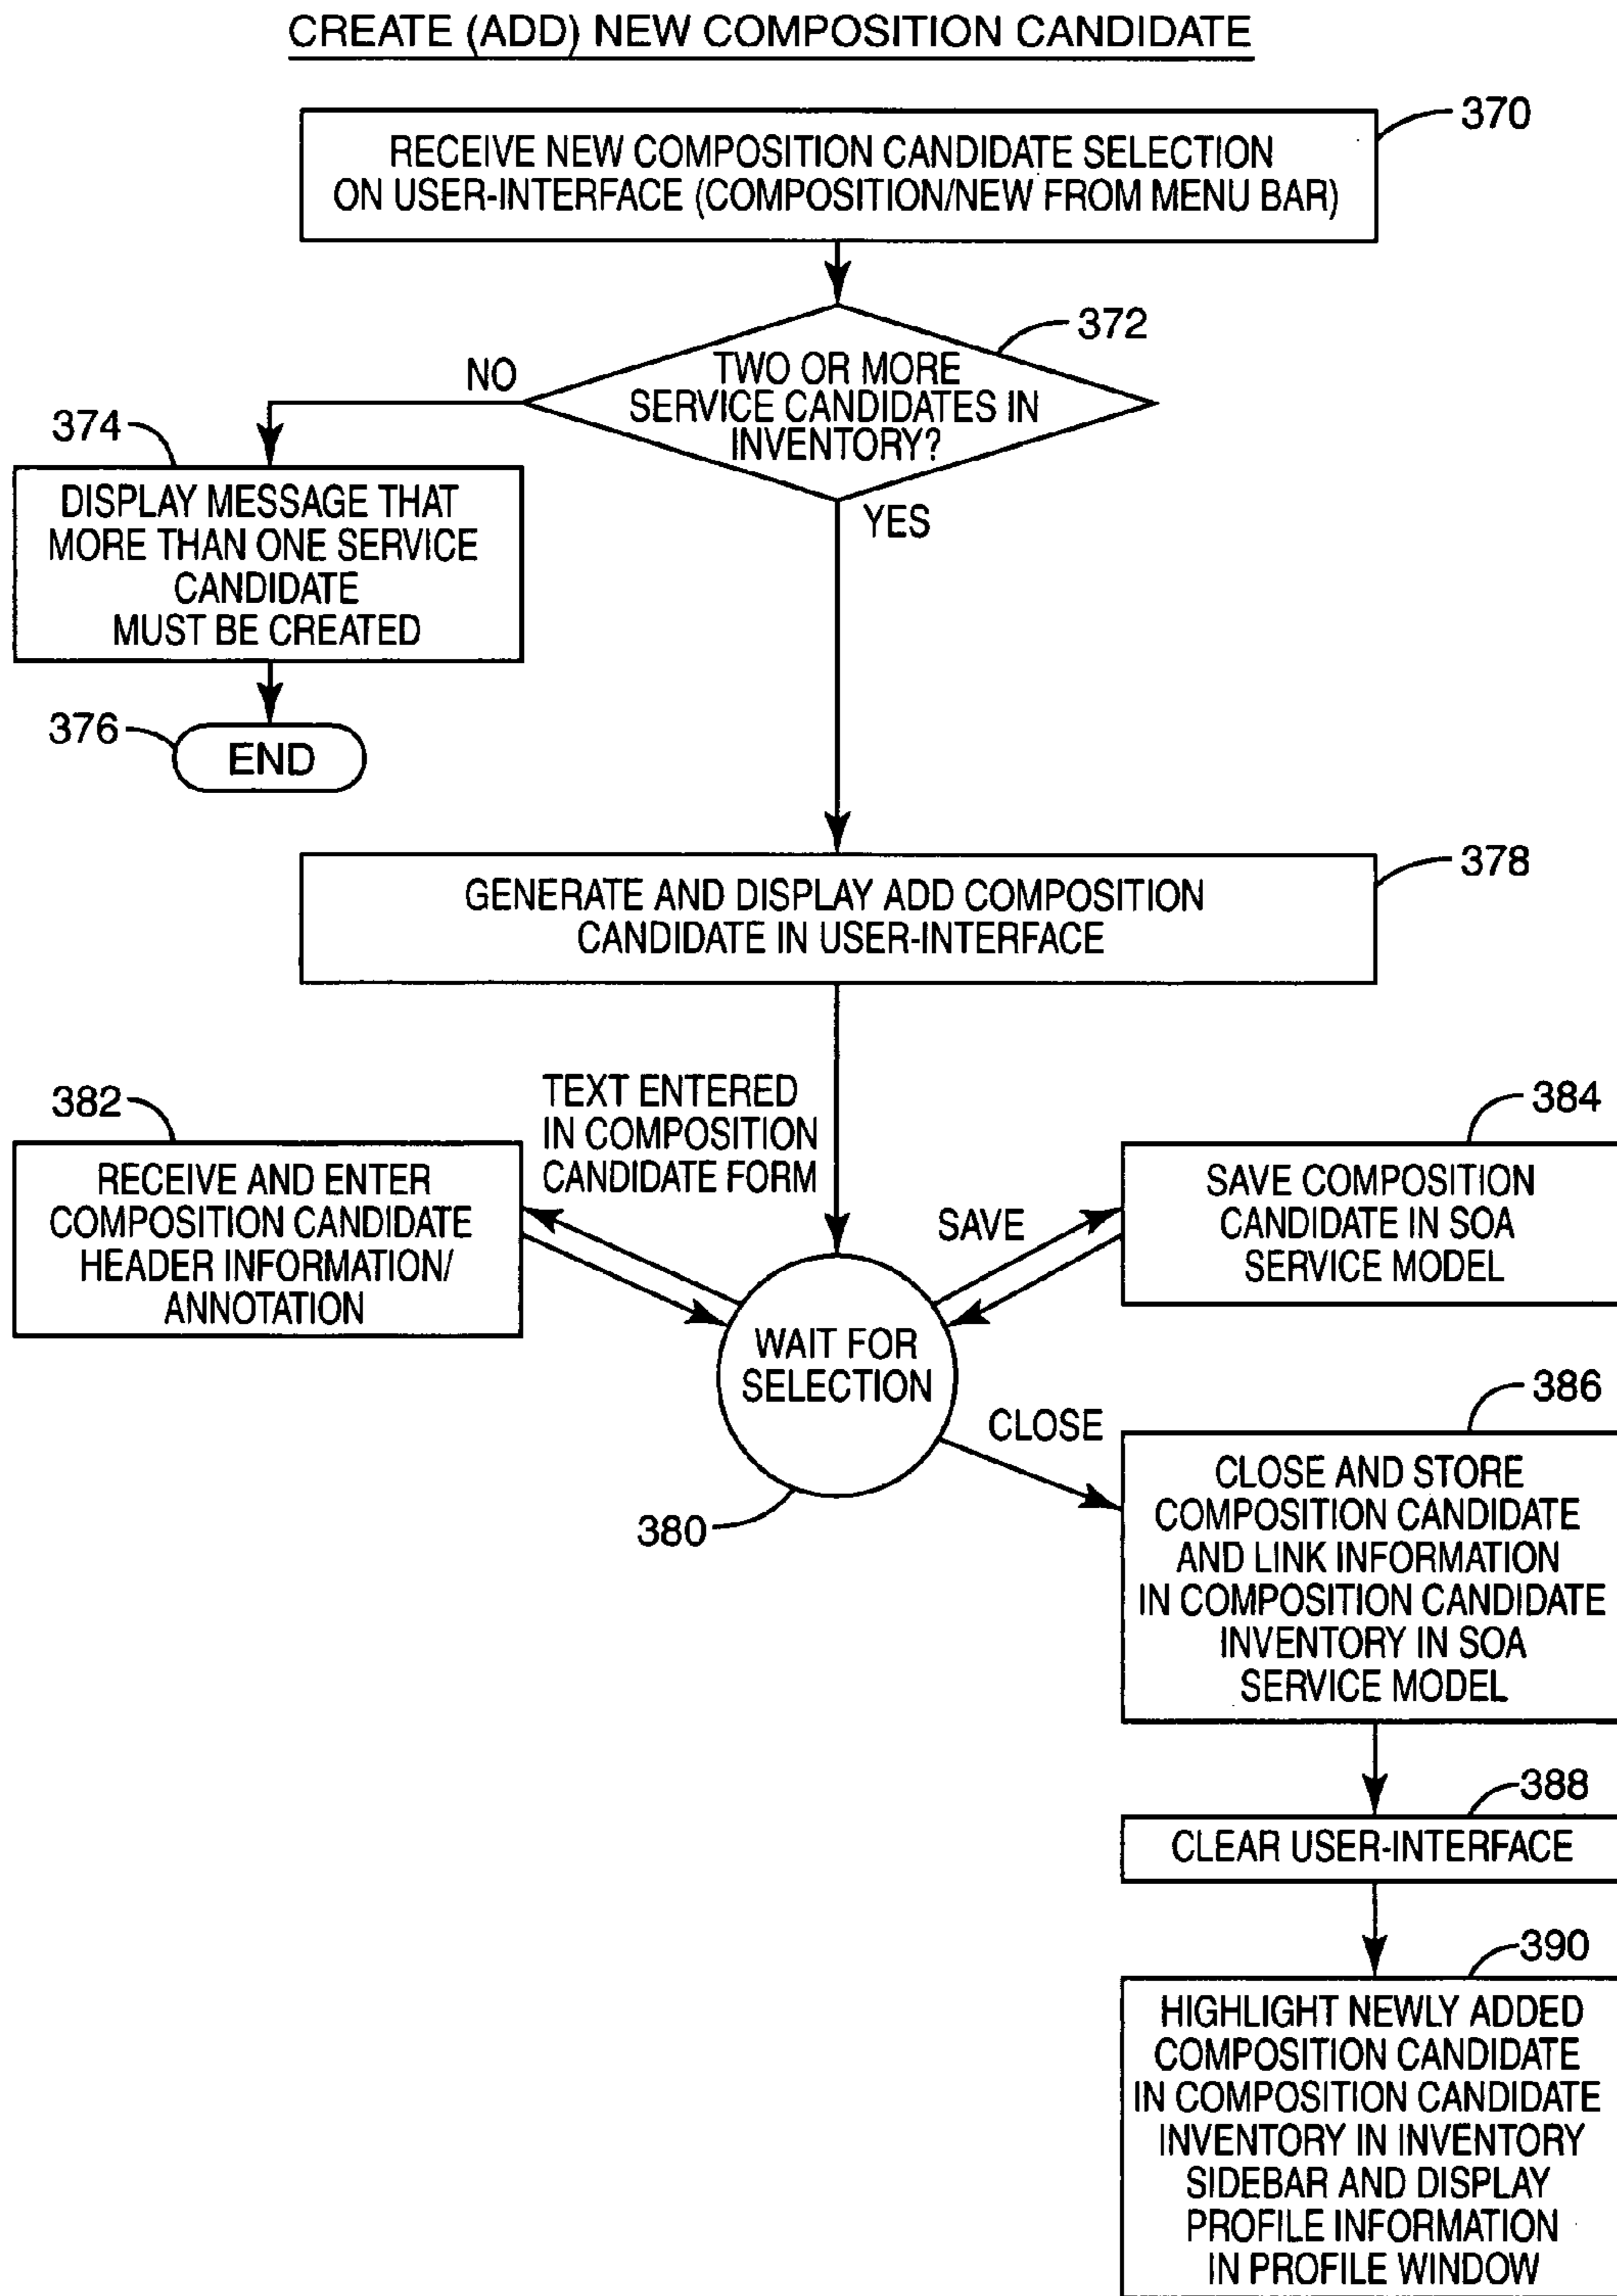 CREATE (ADD) NEW COMPOSITION CANDIDATE
370
RECEIVE NEW COMPOSITION CANDIDATE SELECTION
ON USER-INTERFACE (COMPOSITION/NEW FROM MENU BAR)
372
TWO OR MORE
SERVICE CANDIDATES IN
INVENTORY?
NO
YES
374
DISPLAY MESSAGE THAT
MORE THAN ONE SERVICE
CANDIDATE
MUST BE CREATED
376
END
378
GENERATE AND DISPLAY ADD COMPOSITION
CANDIDATE IN USER-INTERFACE
382
TEXT ENTERED
IN COMPOSITION
CANDIDATE FORM
RECEIVE AND ENTER
COMPOSITION CANDIDATE
HEADER INFORMATION/
ANNOTATION
384
SAVE
SAVE COMPOSITION
CANDIDATE IN SOA
SERVICE MODEL
WAIT FOR
SELECTION
380
CLOSE
386
CLOSE AND STORE
COMPOSITION CANDIDATE
AND LINK INFORMATION
IN COMPOSITION CANDIDATE
INVENTORY IN SOA
SERVICE MODEL
388
CLEAR USER-INTERFACE
390
HIGHLIGHT NEWLY ADDED
COMPOSITION CANDIDATE
IN COMPOSITION CANDIDATE
INVENTORY IN INVENTORY
SIDEBAR AND DISPLAY
PROFILE INFORMATION
IN PROFILE WINDOW